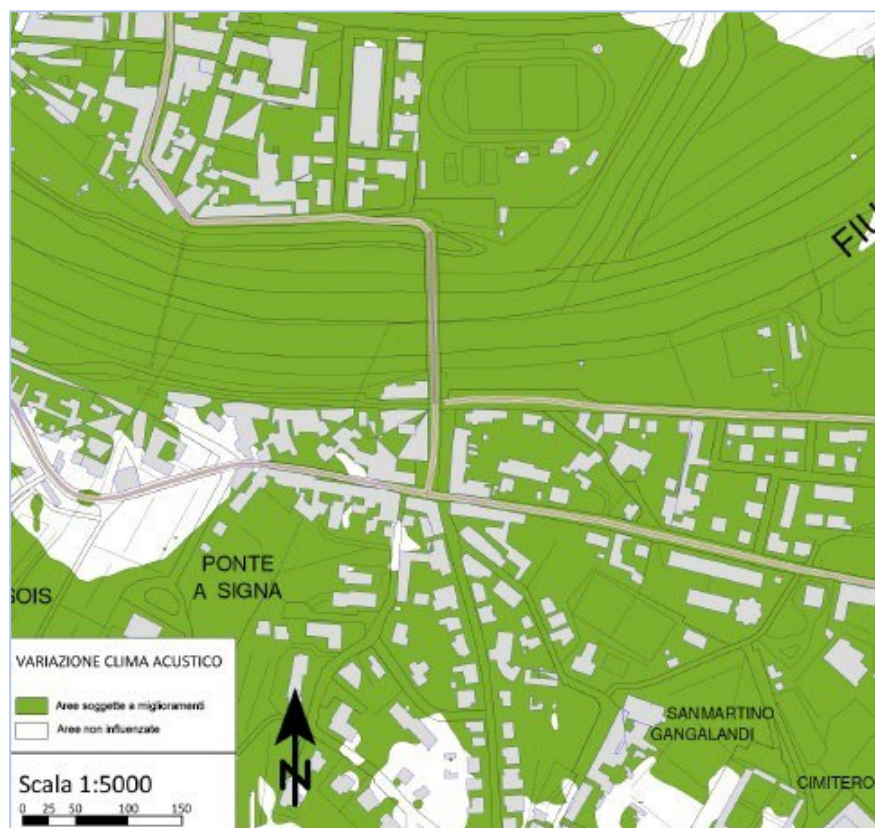 FIU
PONTE
A SIGNA
SOIS
VARIAZIONE CLIMA ACUSTICO
Aree soggette a miglioramenti
Aree non influenzate
SANMARTINO
GANGALANDI
CIMITERO
N
Scala 1:5000
0 25 50 100 150